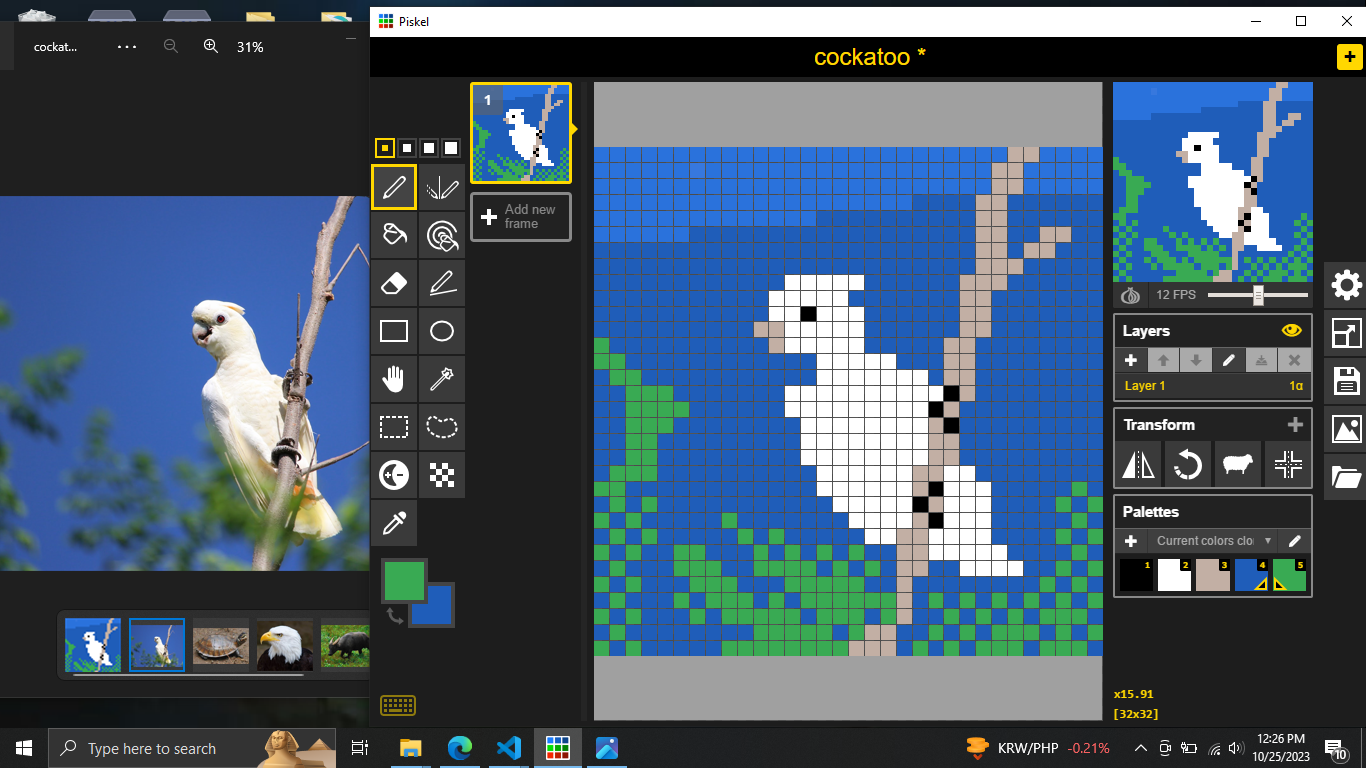 Piskel
cockat...
31%
cockatoo *
1
Add new
frame
12 FPS
Layers
Layer 1
1α
Transform
Palettes
Current colors clo
1
2
3
4
5
x15.91
[32x32]
Type here to search
KRW/PHP
-0.21%
12:26 PM
10/25/2023
10